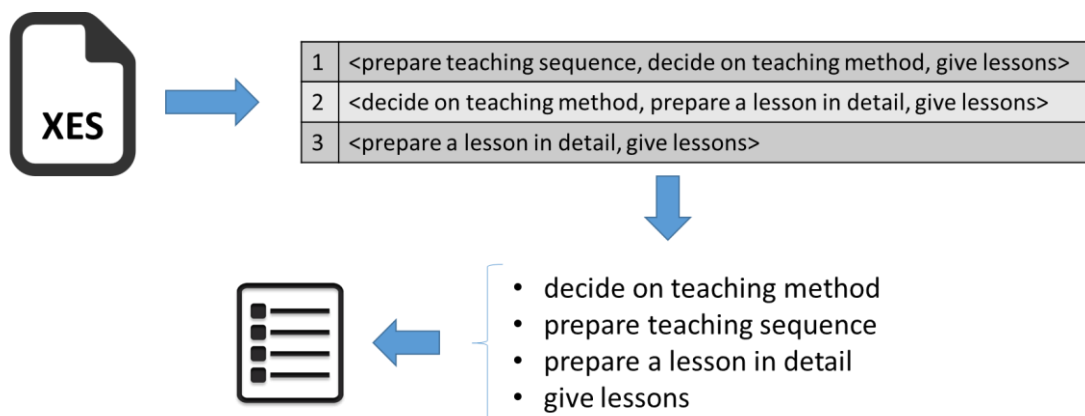 XES
1 <prepare teaching sequence, decide on teaching method, give lessons>
2 <decide on teaching method, prepare a lesson in detail, give lessons>
3 <prepare a lesson in detail, give lessons>
• decide on teaching method
• prepare teaching sequence
• prepare a lesson in detail
• give lessons